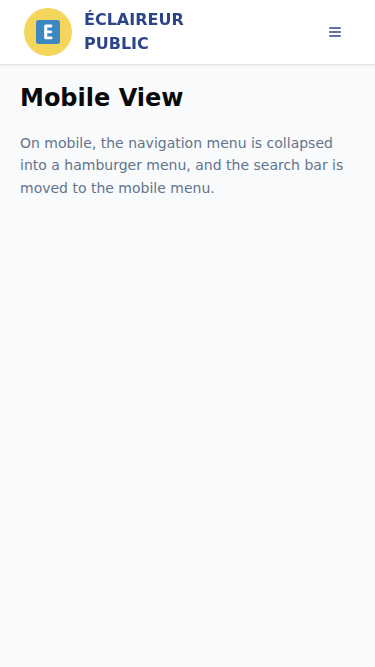 E
ÉCLAIREUR
PUBLIC
Mobile View
On mobile, the navigation menu is collapsed
into a hamburger menu, and the search bar is
moved to the mobile menu.